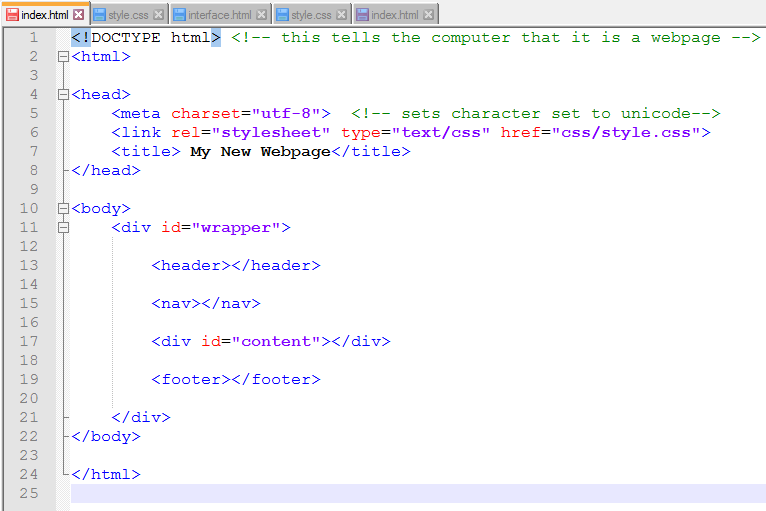 index.html style.css interface.html style.css index.html
1 <!DOCTYPE html> <!-- this tells the computer that it is a webpage -->
2 <html>
3
4 <head>
5 <meta charset="utf-8"> <!-- sets character set to unicode-->
6 <link rel="stylesheet" type="text/css" href="css/style.css">
7 <title> My New Webpage</title>
8 </head>
9
10 <body>
11 <div id="wrapper">
12
13 <header></header>
14
15 <nav></nav>
16
17 <div id="content"></div>
18
19 <footer></footer>
20
21 </div>
22 </body>
23
24 </html>
25